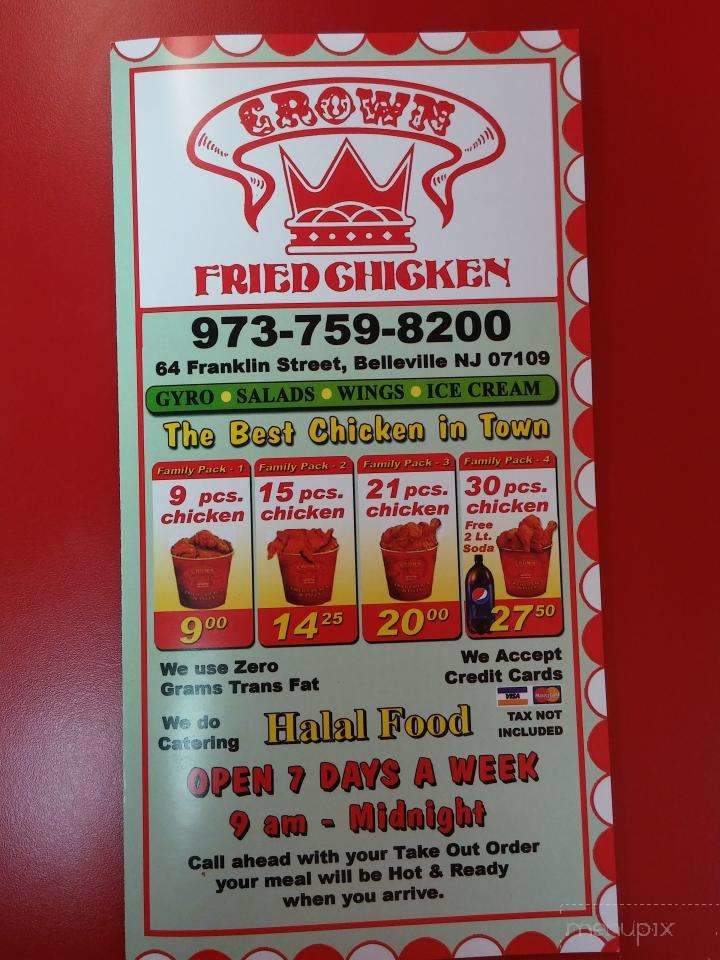 CROWN
FRIED CHICKEN
973-759-8200
64 Franklin Street, Belleville NJ 07109
GYRO • SALADS • WINGS • ICE CREAM
The Best Chicken in Town
Family Pack - 1
9 pcs.
chicken
9 00
Family Pack - 2
15 pcs.
chicken
14 25
Family Pack - 3
21 pcs.
chicken
20 00
Family Pack - 4
30 pcs.
chicken
Free
2 Lt.
Soda
27 50
We use Zero
Grams Trans Fat
We Accept
Credit Cards
VISA MasterCard
We do
Catering
Halal Food
TAX NOT
INCLUDED
OPEN 7 DAYS A WEEK
9 am - Midnight
Call ahead with your Take Out Order
your meal will be Hot & Ready
when you arrive.
menupix